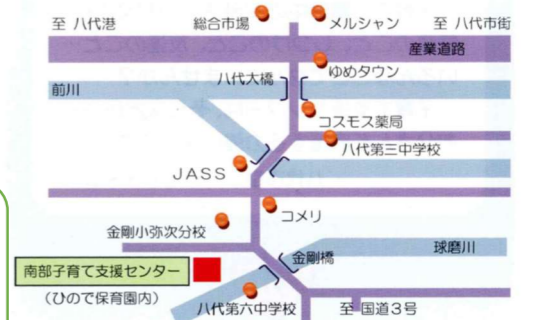 至 八代港
総合市場
メルシャン
至 八代市街
産業道路
八代大橋
ゆめタウン
前川
コスモス薬局
八代第三中学校
JASS
コメリ
金剛小弥次分校
球磨川
金剛橋
南部子育て支援センター
(ひので保育園内)
八代第六中学校
至 国道3号